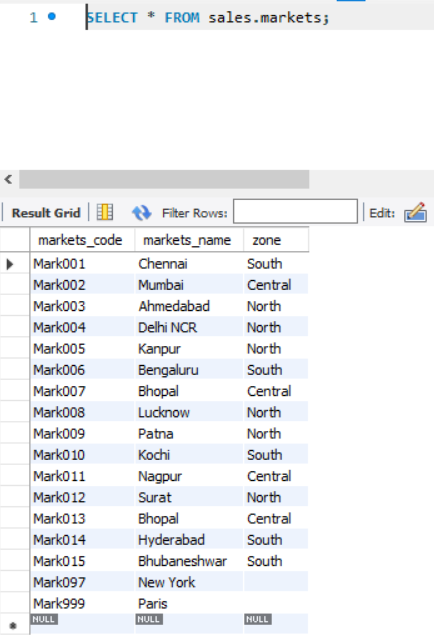 1 SELECT * FROM sales.markets;
Result Grid Filter Rows: Edit:
markets_code markets_name zone
Mark001 Chennai South
Mark002 Mumbai Central
Mark003 Ahmedabad North
Mark004 Delhi NCR North
Mark005 Kanpur North
Mark006 Bengaluru South
Mark007 Bhopal Central
Mark008 Lucknow North
Mark009 Patna North
Mark010 Kochi South
Mark011 Nagpur Central
Mark012 Surat North
Mark013 Bhopal Central
Mark014 Hyderabad South
Mark015 Bhubaneshwar South
Mark097 New York
Mark999 Paris
NULL NULL NULL